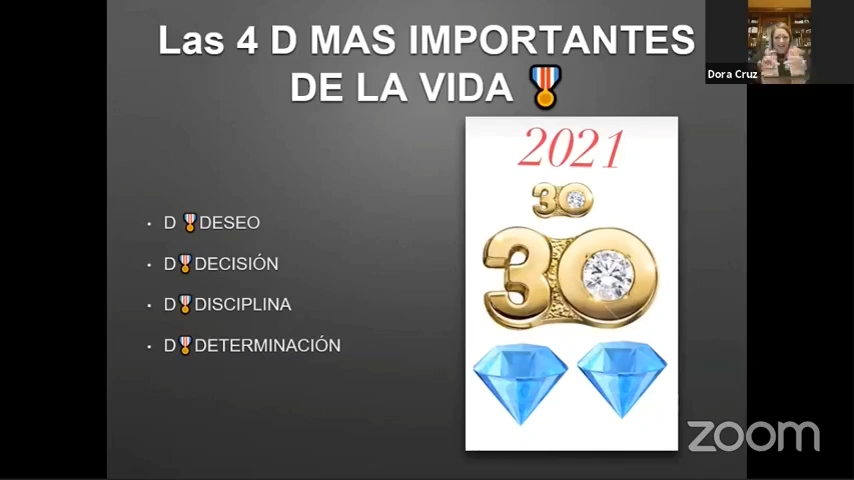 Las 4 D MAS IMPORTANTES
DE LA VIDA🎖
Dora Cruz
2021
30
30
• D 🎖DESEO
• D🎖DECISIÓN
• D🎖DISCIPLINA
• D🎖DETERMINACIÓN
zoom